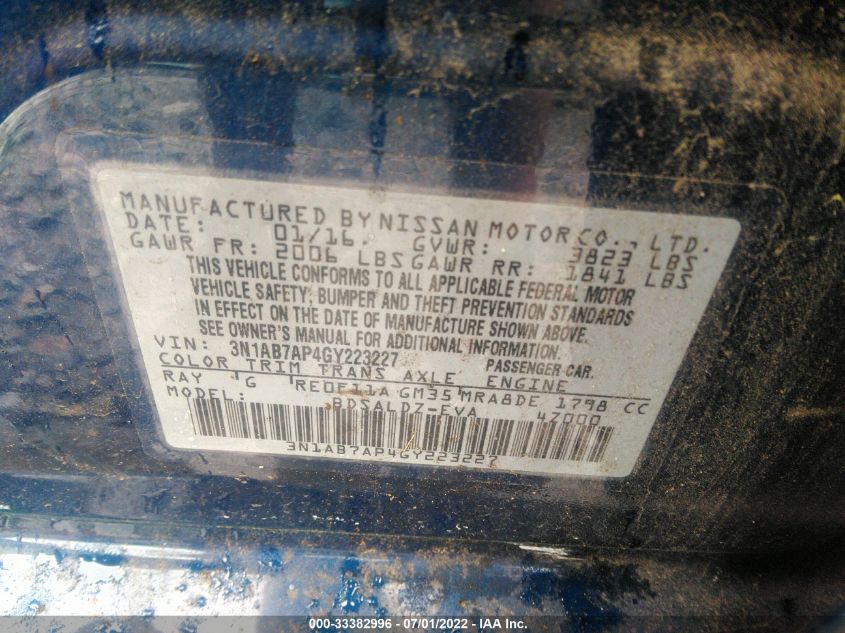 MANUFACTURED BY NISSAN MOTOR CO., LTD.
DATE: 01/16 GVWR: 3823 LBS
GAWR FR: 2006 LBS GAWR RR: 1841 LBS
THIS VEHICLE CONFORMS TO ALL APPLICABLE FEDERAL MOTOR
VEHICLE SAFETY, BUMPER AND THEFT PREVENTION STANDARDS
IN EFFECT ON THE DATE OF MANUFACTURE SHOWN ABOVE.
SEE OWNER'S MANUAL FOR ADDITIONAL INFORMATION.
VIN: 3N1AB7AP4GY223227 PASSENGER CAR.
COLOR TRIM TRANS AXLE ENGINE
RAY G RE0F11A GM35 MRA8DE 1798 CC
MODEL: BDSALDZ-EVA 47000
3N1AB7AP4GY223227
000-33382996 - 07/01/2022 - IAA Inc.